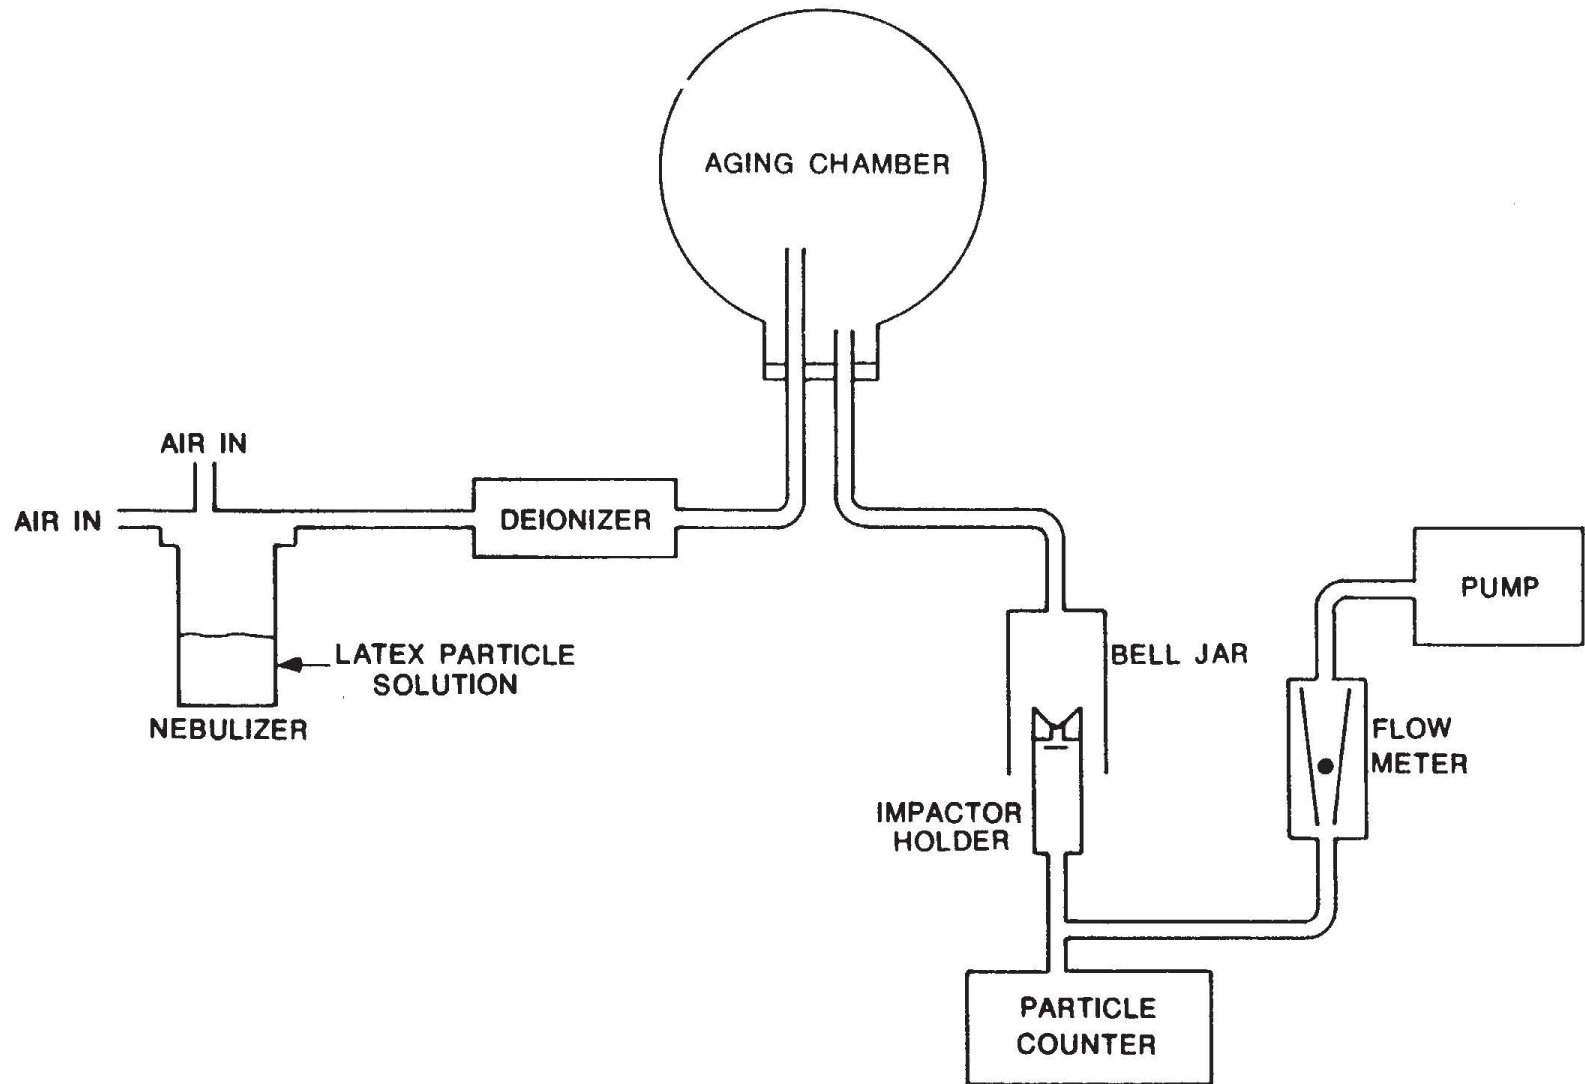 AGING CHAMBER
AIR IN
AIR IN
DEIONIZER
LATEX PARTICLE
SOLUTION
NEBULIZER
BELL JAR
PUMP
FLOW
METER
IMPACTOR
HOLDER
PARTICLE
COUNTER